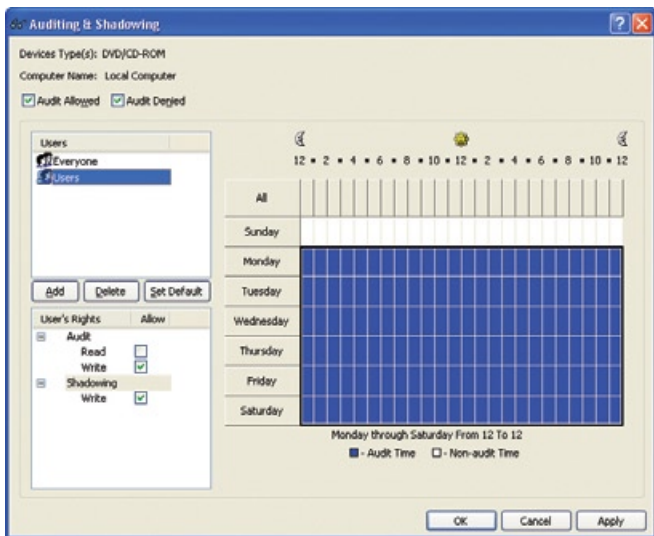 Auditing & Shadowing
Devices Type(s): DVD/CD-ROM
Computer Name: Local Computer
Audit Allowed Audit Denied
Users
Everyone
Users
Add Delete Set Default
User's Rights Allow
Audit
Read
Write
Shadowing
Write
12 • 2 • 4 • 6 • 8 • 10 • 12 • 2 • 4 • 6 • 8 • 10 • 12
All
Sunday
Monday
Tuesday
Wednesday
Thursday
Friday
Saturday
Monday through Saturday From 12 To 12
- Audit Time - Non-audit Time
OK Cancel Apply